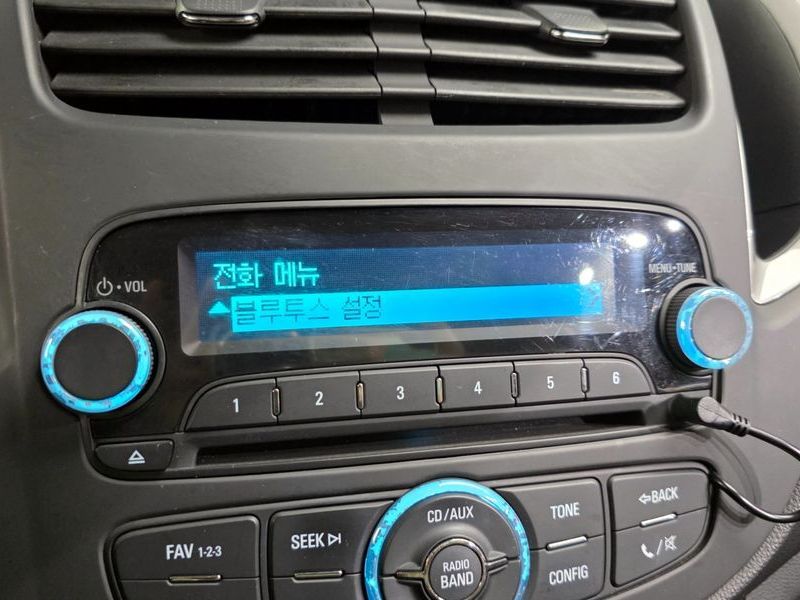 전화 메뉴
블루투스 설정
VOL
MENU•TUNE
1 2 3 4 5 6
CD/AUX
TONE
BACK
FAV 1-2-3
SEEK
RADIO
BAND
CONFIG